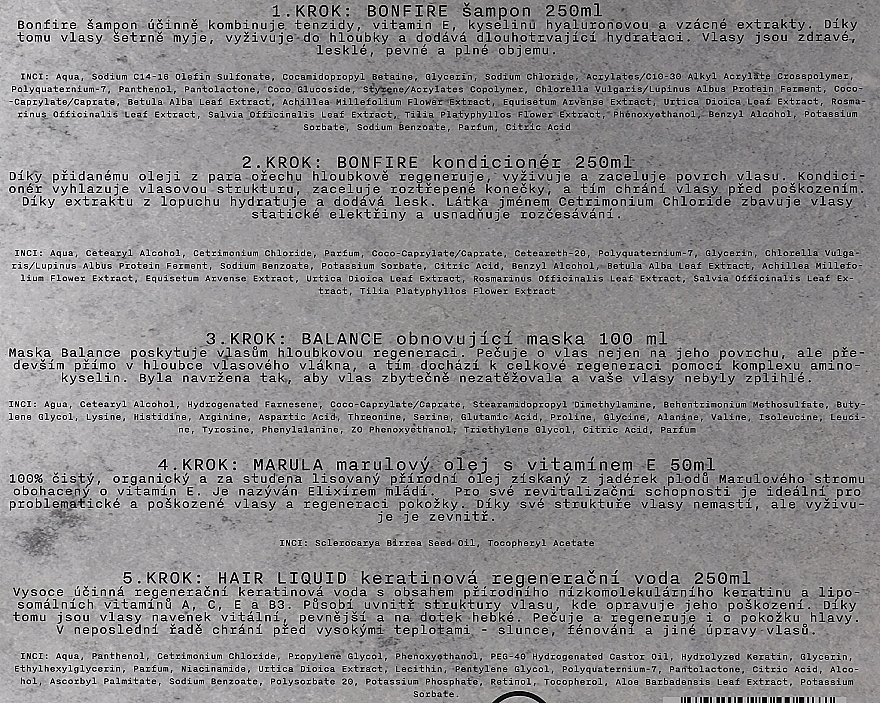 1.KROK: BONFIRE šampon 250ml
Bonfire šampon účinně kombinuje tenzidy, vitamin E, kyselinu hyaluronovou a vzácné extrakty. Díky
tomu vlasy šetrně myje, vyživuje do hloubky a dodává dlouhotrvající hydrataci. Vlasy jsou zdravé,
lesklé, pevné a plné objemu.
INCI: Aqua, Sodium C14-16 Olefin Sulfonate, Cocamidopropyl Betaine, Glycerin, Sodium Chloride, Acrylates/C10-30 Alkyl Acrylate Crosspolymer,
Polyquaternium-7, Panthenol, Pantolactone, Coco Glucoside, Styrene/Acrylates Copolymer, Chlorella Vulgaris/Lupinus Albus Protein Ferment, Coco-
-Caprylate/Caprate, Betula Alba Leaf Extract, Achillea Millefolium Flower Extract, Equisetum Arvense Extract, Urtica Dioica Leaf Extract, Rosma-
rinus Officinalis Leaf Extract, Salvia Officinalis Leaf Extract, Tilia Platyphyllos Flower Extract, Phenoxyethanol, Benzyl Alcohol, Potassium
Sorbate, Sodium Benzoate, Parfum, Citric Acid
2.KROK: BONFIRE kondicionér 250ml
Díky přidanému oleji z para ořechu hloubkově regeneruje, vyživuje a zaceluje povrch vlasu. Kondici-
onér vyhlazuje vlasovou strukturu, zaceluje roztřepené konečky, a tím chrání vlasy před poškozením.
Díky extraktu z lopuchu hydratuje a dodává lesk. Látka jménem Cetrimonium Chloride zbavuje vlasy
statické elektřiny a usnadňuje rozčesávání.
INCI: Aqua, Cetearyl Alcohol, Cetrimonium Chloride, Parfum, Coco-Caprylate/Caprate, Ceteareth-20, Polyquaternium-7, Glycerin, Chlorella Vulga-
ris/Lupinus Albus Protein Ferment, Sodium Benzoate, Potassium Sorbate, Citric Acid, Benzyl Alcohol, Betula Alba Leaf Extract, Achillea Millefo-
lium Flower Extract, Equisetum Arvense Extract, Urtica Dioica Leaf Extract, Rosmarinus Officinalis Leaf Extract, Salvia Officinalis Leaf Ex-
tract, Tilia Platyphyllos Flower Extract
3.KROK: BALANCE obnovující maska 100 ml
Maska Balance poskytuje vlasům hloubkovou regeneraci. Pečuje o vlas nejen na jeho povrchu, ale pře-
devším přímo v hloubce vlasového vlákna, a tím dochází k celkové regeneraci pomocí komplexu amino-
kyselin. Byla navržena tak, aby vlas zbytečně nezatěžovala a vaše vlasy nebyly zplihlé.
INCI: Aqua, Cetearyl Alcohol, Hydrogenated Farnesene, Coco-Caprylate/Caprate, Stearamidopropyl Dimethylamine, Behentrimonium Methosulfate, Buty-
lene Glycol, Lysine, Histidine, Arginine, Aspartic Acid, Threonine, Serine, Glutamic Acid, Proline, Glycine, Alanine, Valine, Isoleucine, Leuci-
ne, Tyrosine, Phenylalanine, ZO Phenoxyethanol, Triethylene Glycol, Citric Acid, Parfum
4.KROK: MARULA marulový olej s vitamínem E 50ml
100% čistý, organický a za studena lisovaný přírodní olej získaný z jadérek plodů Marulového stromu
obohacený o vitamín E. Je nazýván Elixírem mládí.  Pro své revitalizační schopnosti je ideální pro
problematické a poškozené vlasy a regeneraci pokožky. Díky své struktuře vlasy nemastí, ale vyživu-
je je zevnitř.
INCI: Sclerocarya Birrea Seed Oil, Tocopheryl Acetate
5.KROK: HAIR LIQUID keratinová regenerační voda 250ml
Vysoce účinná regenerační keratinová voda s obsahem přírodního nízkomolekulárního keratinu a lipo-
somálních vitamínů A, C, E a B3. Působí uvnitř struktury vlasu, kde opravuje jeho poškození. Díky
tomu jsou vlasy navenek vitální, pevnější a na dotek hebké. Pečuje a regeneruje i o pokožku hlavy.
V neposlední řadě chrání před vysokými teplotami - slunce, fénování a jiné úpravy vlasů.
INCI: Aqua, Panthenol, Cetrimonium Chloride, Propylene Glycol, Phenoxyethanol, PEG-40 Hydrogenated Castor Oil, Hydrolyzed Keratin, Glycerin,
Ethylhexylglycerin, Parfum, Niacinamide, Urtica Dioica Extract, Lecithin, Pentylene Glycol, Polyquaternium-7, Pantolactone, Citric Acid, Alco-
hol, Ascorbyl Palmitate, Sodium Benzoate, Polysorbate 20, Potassium Phosphate, Retinol, Tocopherol, Aloe Barbadensis Leaf Extract, Potassium
Sorbate.